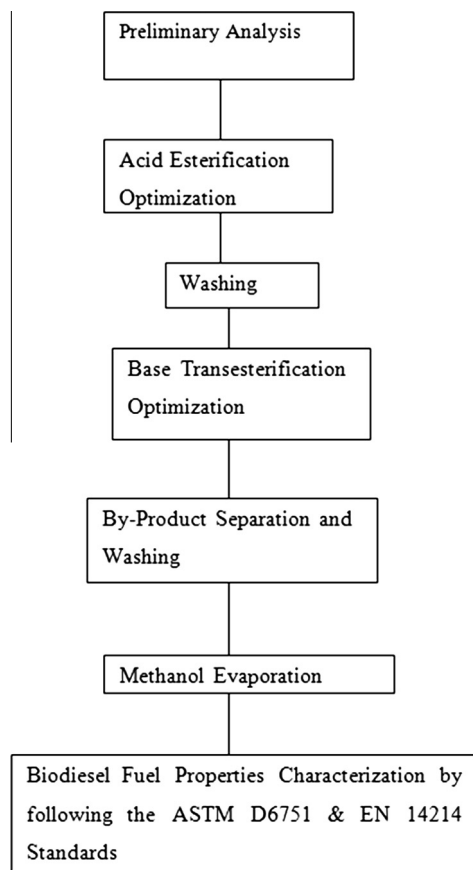 Preliminary Analysis
Acid Esterification
Optimization
Washing
Base Transesterification
Optimization
By-Product Separation and
Washing
Methanol Evaporation
Biodiesel Fuel Properties Characterization by
following the ASTM D6751 & EN 14214
Standards